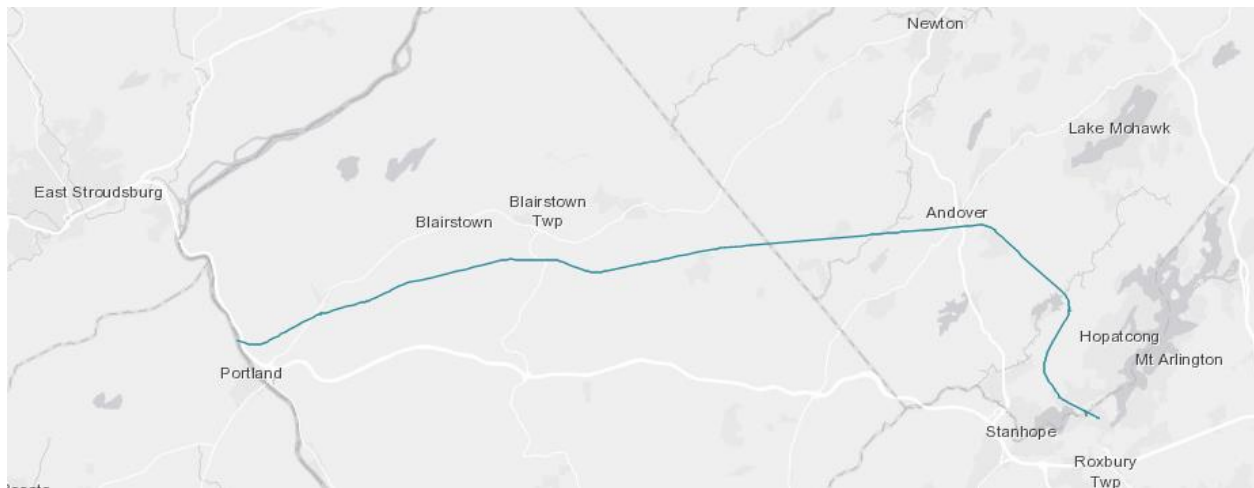 Newton
Lake Mohawk
East Stroudsburg
Blairstown
Twp
Blairstown
Andover
Hopatcong
Mt Arlington
Portland
Stanhope
Roxbury
Twp